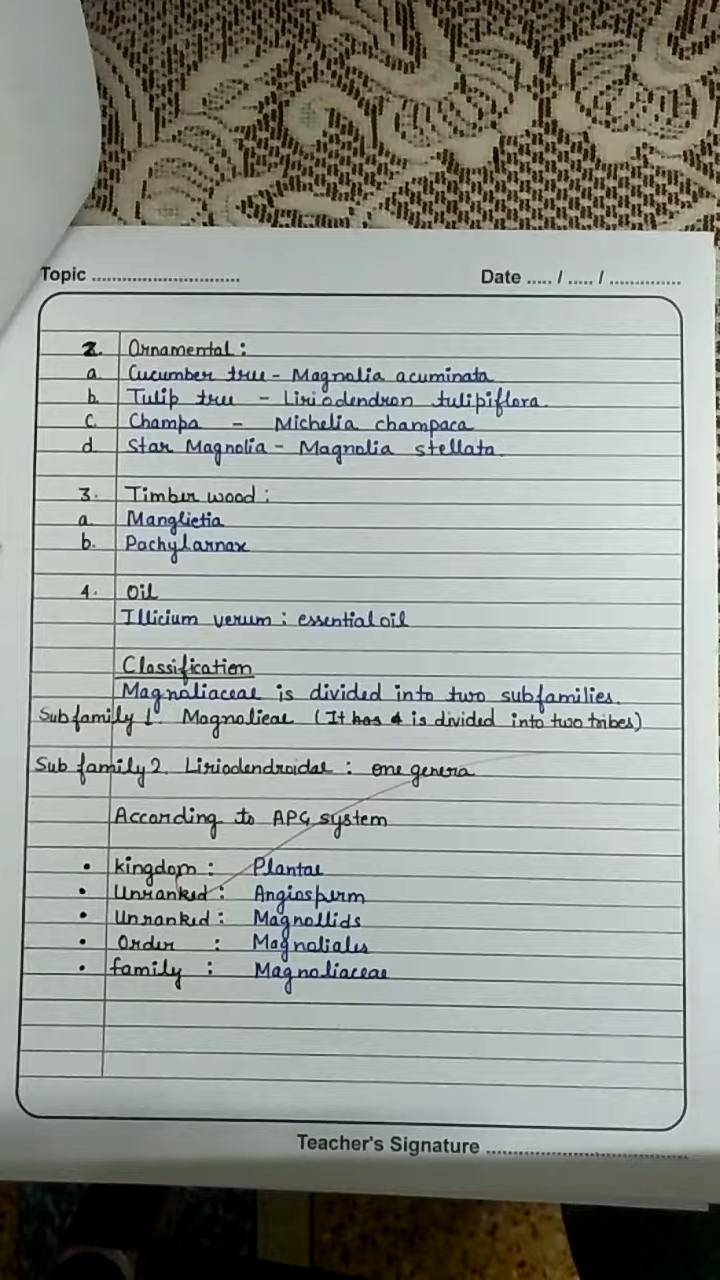 Topic ............................ Date ..... / ..... / ..............
2. Ornamental :
a. Cucumber tree - Magnolia acuminata
b. Tulip tree - Liriodendron tulipiflora.
c. Champa - Michelia champaca
d. Star Magnolia - Magnolia stellata
3. Timber wood :
a. Manglietia
b. Pachylarnax
4. Oil
Illicium verum : essential oil
Classification
Magnoliaceae is divided into two subfamilies.
Subfamily 1. Magnolieae (It has 4 is divided into two tribes)
Sub family 2. Liriodendroidae : one genera
According to APG system
• kingdom : Plantae
• Unranked : Angiosperm
• Unranked : Magnollids
• Order : Magnoliales
• family : Magnoliaceae
Teacher's Signature ......................................